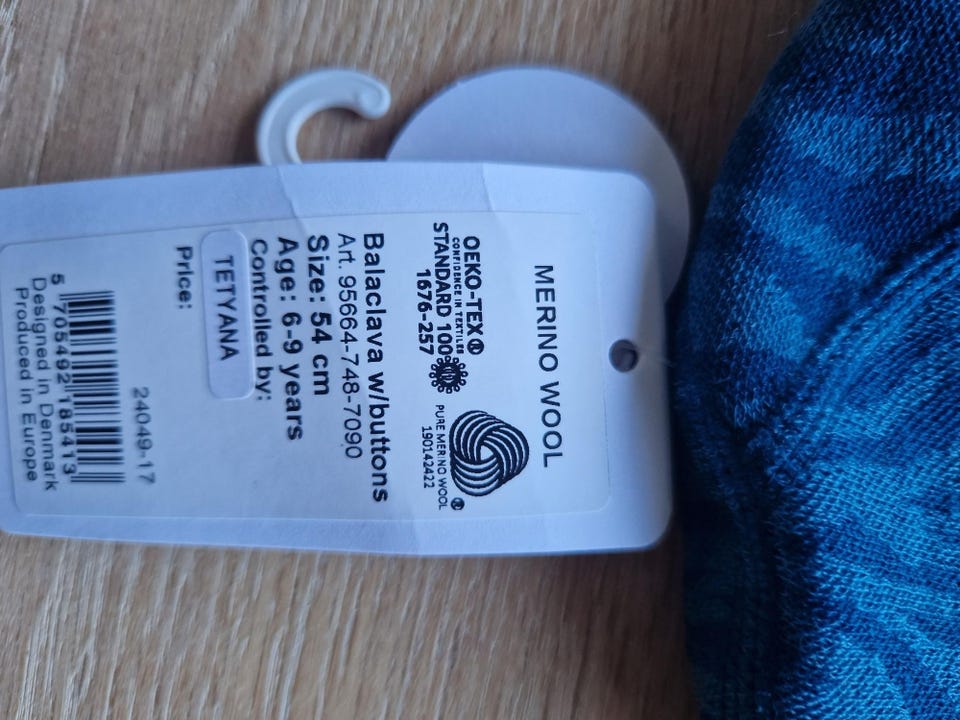 MERINO WOOL
OEKO-TEX®
CONFIDENCE IN TEXTILES
STANDARD 100
1676-257
PURE MERINO WOOL
190142422
Balaclava w/buttons
Art. 95664-748-7090
Size: 54 cm
Age: 6-9 years
Controlled by:
TETYANA
Price:
24049-17
5 705492 185413
Designed in Denmark
Produced in Europe